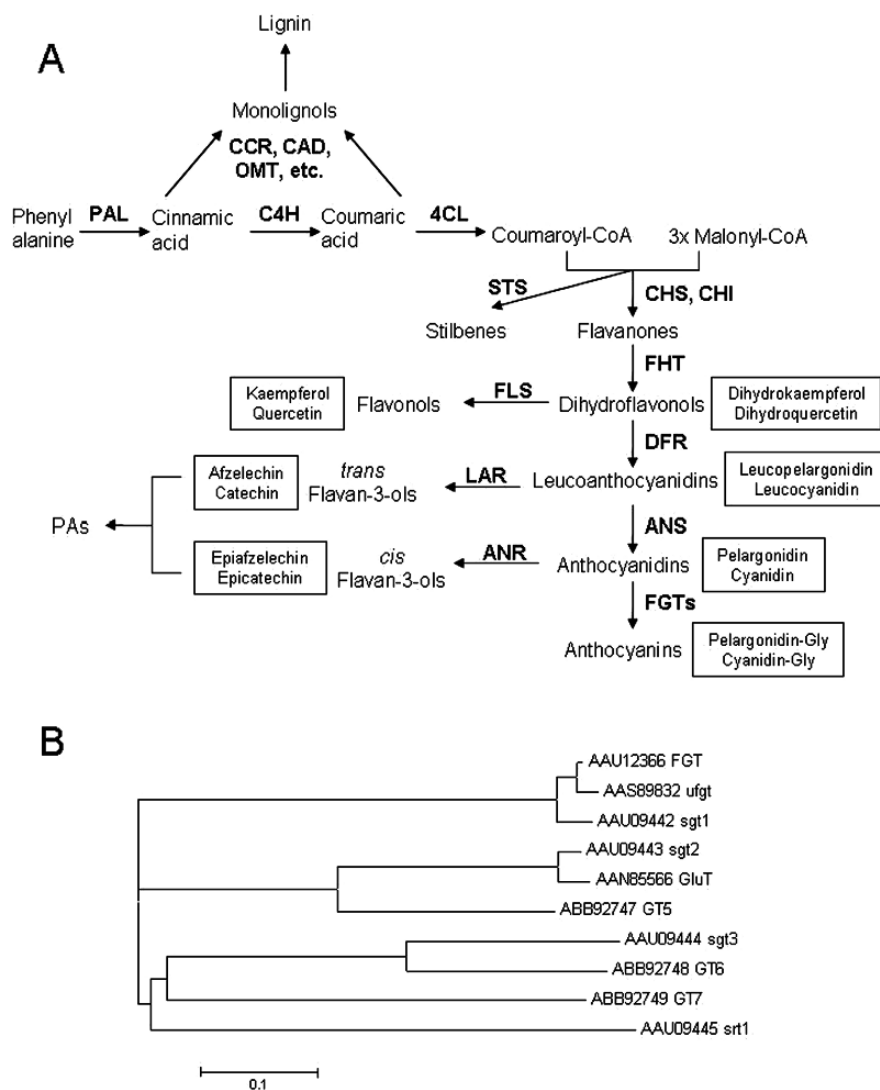 A
Lignin
Monolignols
CCR, CAD,
OMT, etc.
Phenyl
alanine
PAL
Cinnamic
acid
C4H
Coumaric
acid
4CL
Coumaroyl-CoA
3x Malonyl-CoA
STS
CHS, CHI
Stilbenes
Flavanones
FHT
Kaempferol
Quercetin
Flavonols
FLS
Dihydroflavonols
Dihydrokaempferol
Dihydroquercetin
DFR
Afzelechin
Catechin
trans
Flavan-3-ols
LAR
Leucoanthocyanidins
Leucopelargonidin
Leucocyanidin
PAs
ANS
Epiafzelechin
Epicatechin
cis
Flavan-3-ols
ANR
Anthocyanidins
Pelargonidin
Cyanidin
FGTs
Anthocyanins
Pelargonidin-Gly
Cyanidin-Gly
B
AAU12366 FGT
AAS89832 ufgt
AAU09442 sgt1
AAU09443 sgt2
AAN85566 GluT
ABB92747 GT5
AAU09444 sgt3
ABB92748 GT6
ABB92749 GT7
AAU09445 srt1
0.1